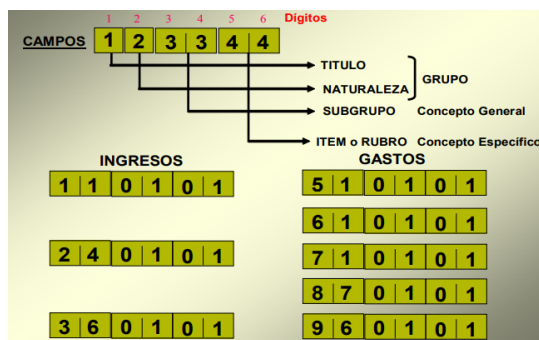 1 2 3 4 5 6 Dígitos
CAMPOS 1 2 3 3 4 4
TITULO
GRUPO
NATURALEZA
SUBGRUPO Concepto General
ITEM o RUBRO Concepto Específico
INGRESOS GASTOS
1 1 0 1 0 1 5 1 0 1 0 1
6 1 0 1 0 1
2 4 0 1 0 1 7 1 0 1 0 1
8 7 0 1 0 1
3 6 0 1 0 1 9 6 0 1 0 1